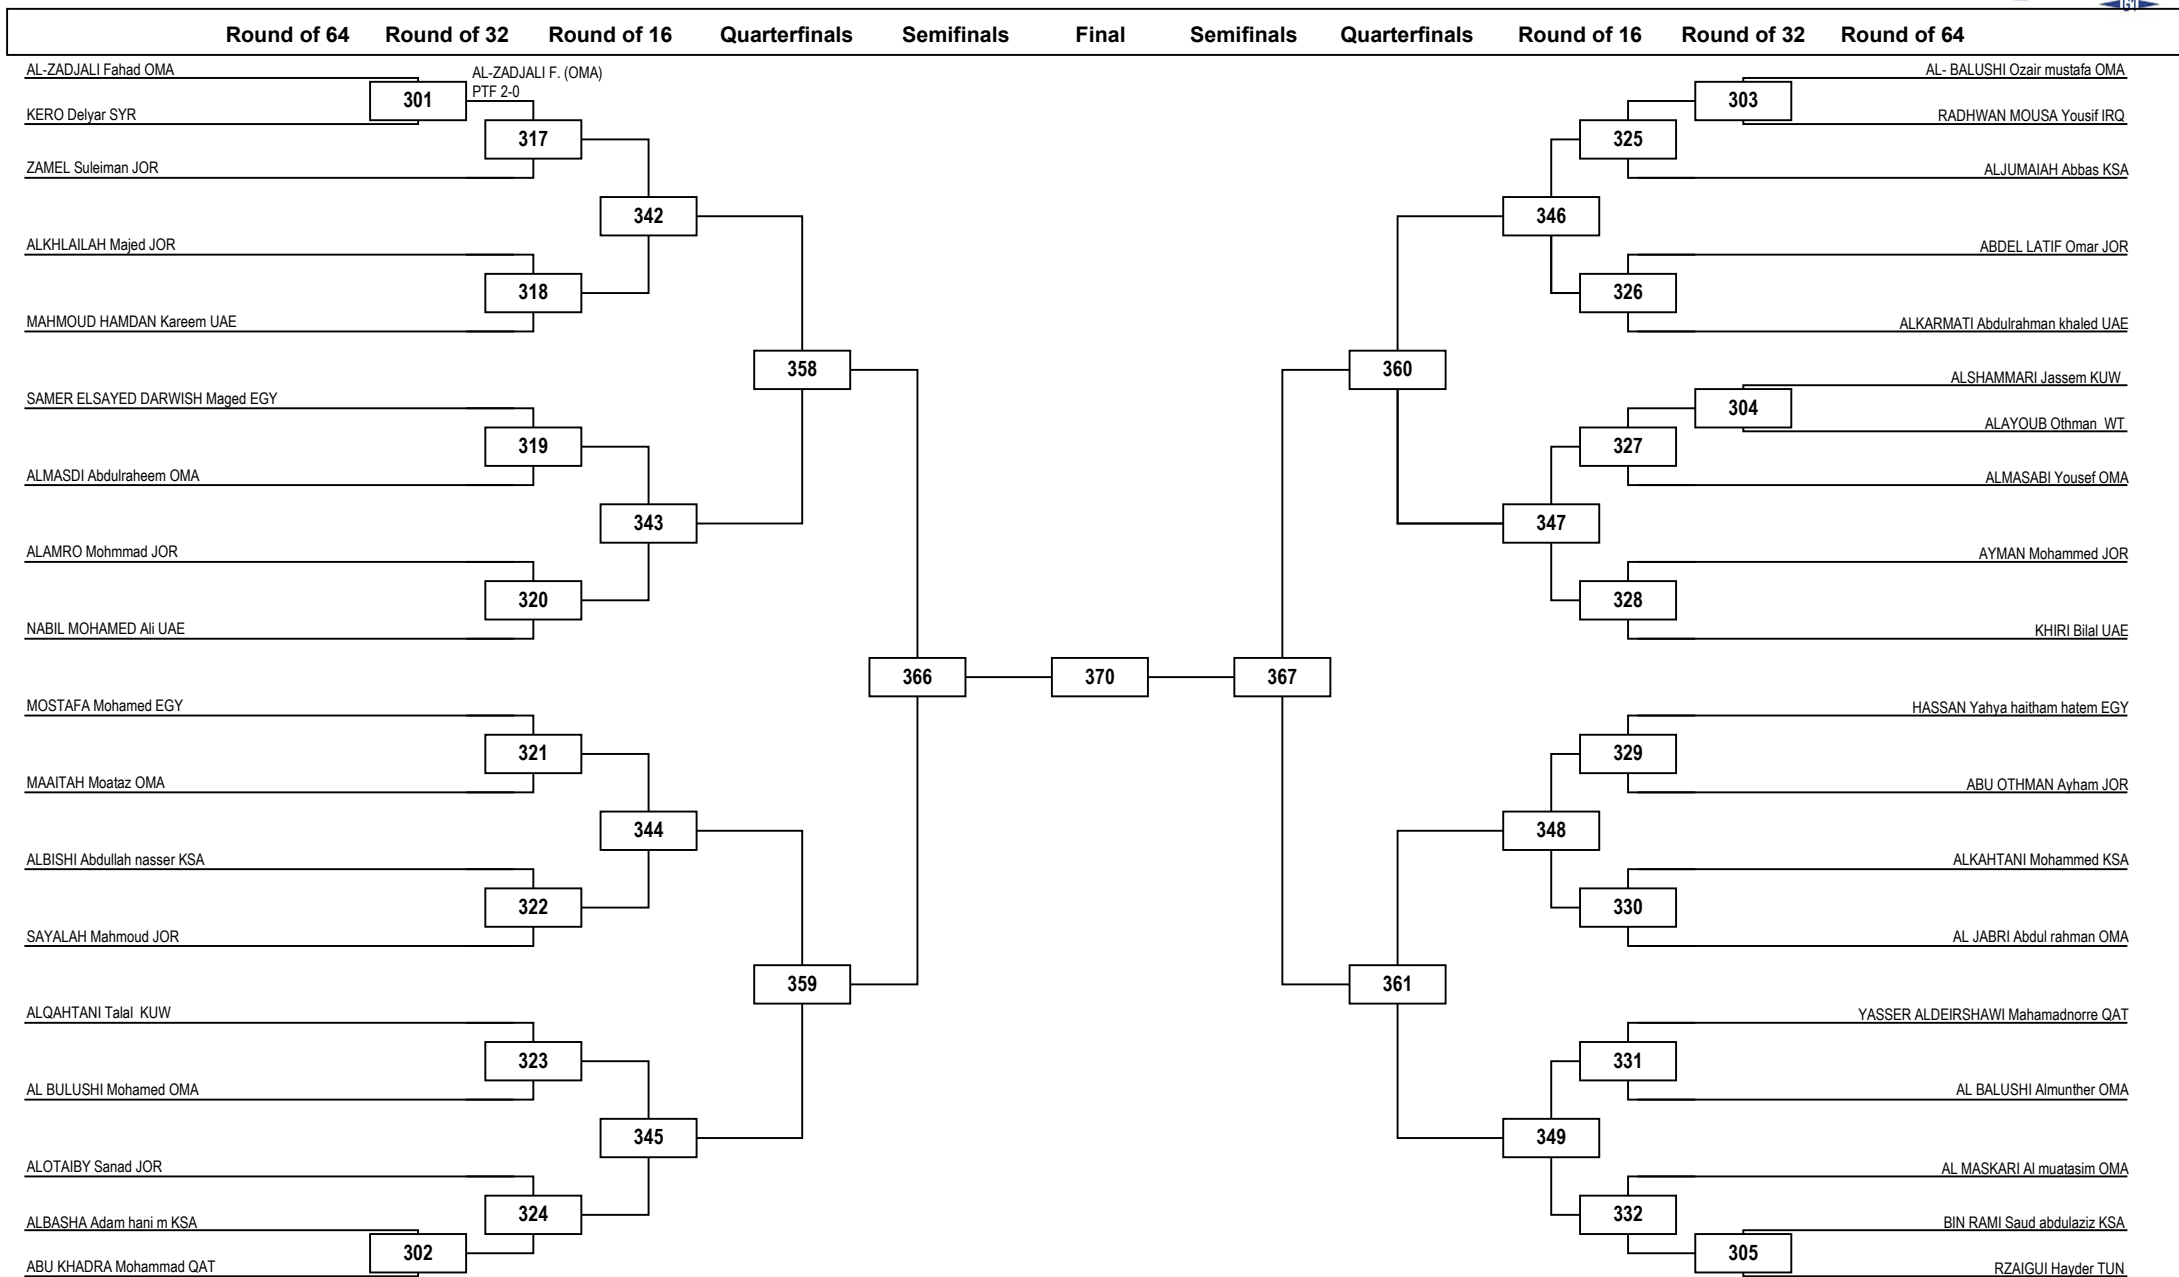 Round of 64 Round of 32 Round of 16 Quarterfinals Semifinals Final Semifinals Quarterfinals Round of 16 Round of 32 Round of 64
AL-ZADJALI Fahad OMA
301
AL-ZADJALI F. (OMA)
PTF 2-0
KERO Delyar SYR
317
ZAMEL Suleiman JOR
342
ALKHLAILAH Majed JOR
318
MAHMOUD HAMDAN Kareem UAE
358
SAMER ELSAYED DARWISH Maged EGY
319
ALMASDI Abdulraheem OMA
343
ALAMRO Mohmmad JOR
320
NABIL MOHAMED Ali UAE
366
370
367
MOSTAFA Mohamed EGY
321
MAAITAH Moataz OMA
344
ALBISHI Abdullah nasser KSA
322
SAYALAH Mahmoud JOR
359
ALQAHTANI Talal KUW
323
AL BULUSHI Mohamed OMA
345
ALOTAIBY Sanad JOR
324
ALBASHA Adam hani m KSA
302
ABU KHADRA Mohammad QAT
AL- BALUSHI Ozair mustafa OMA
303
RADHWAN MOUSA Yousif IRQ
325
ALJUMAIAH Abbas KSA
346
ABDEL LATIF Omar JOR
326
ALKARMATI Abdulrahman khaled UAE
360
ALSHAMMARI Jassem KUW
304
ALAYOUB Othman WT
327
ALMASABI Yousef OMA
347
AYMAN Mohammed JOR
328
KHIRI Bilal UAE
HASSAN Yahya haitham hatem EGY
329
ABU OTHMAN Ayham JOR
348
ALKAHTANI Mohammed KSA
330
AL JABRI Abdul rahman OMA
361
YASSER ALDEIRSHAWI Mahamadnorre QAT
331
AL BALUSHI Almunther OMA
349
AL MASKARI Al muatasim OMA
332
BIN RAMI Saud abdulaziz KSA
305
RZAIGUI Hayder TUN